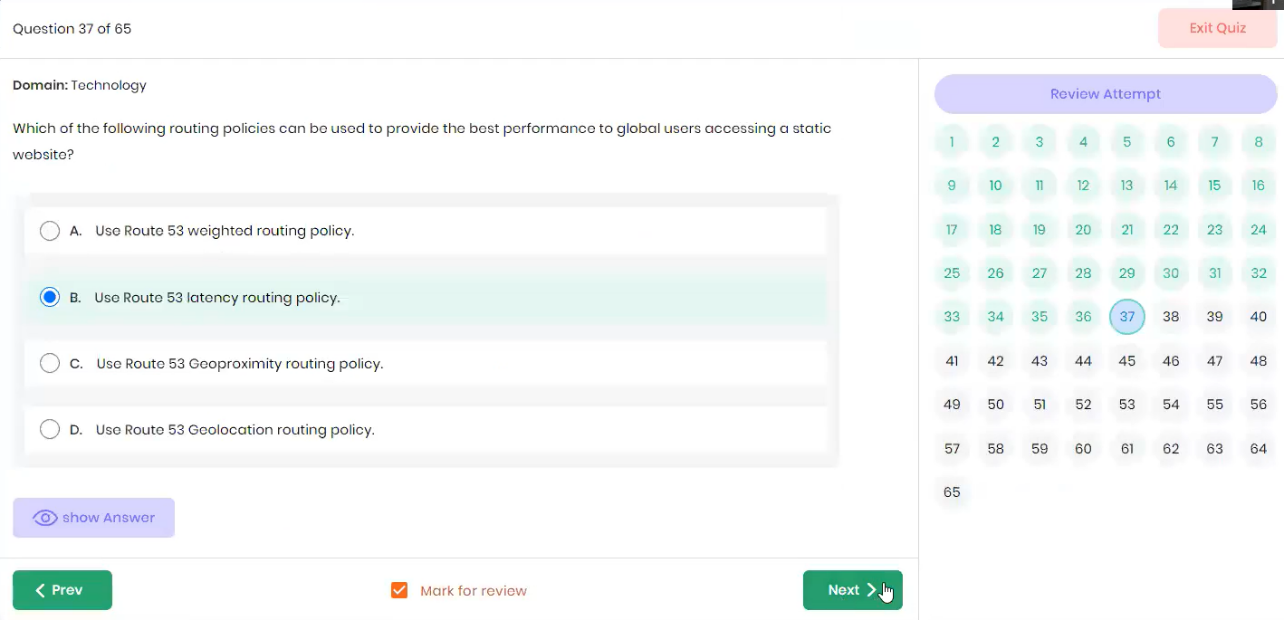 Question 37 of 65
Exit Quiz
Domain: Technology
Which of the following routing policies can be used to provide the best performance to global users accessing a static
website?
A. Use Route 53 weighted routing policy.
B. Use Route 53 latency routing policy.
C. Use Route 53 Geoproximity routing policy.
D. Use Route 53 Geolocation routing policy.
show Answer
Prev
Mark for review
Next
Review Attempt
1 2 3 4 5 6 7 8
9 10 11 12 13 14 15 16
17 18 19 20 21 22 23 24
25 26 27 28 29 30 31 32
33 34 35 36 37 38 39 40
41 42 43 44 45 46 47 48
49 50 51 52 53 54 55 56
57 58 59 60 61 62 63 64
65